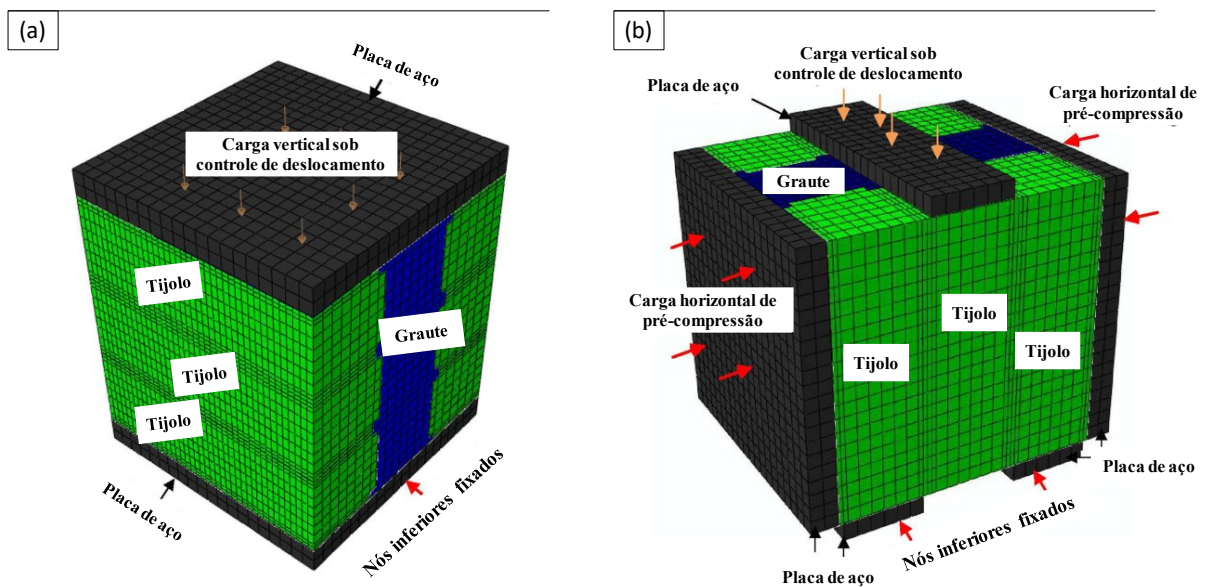 (a)
Placa de aço
Carga vertical sob
controle de deslocamento
Tijolo
Graute
Tijolo
Tijolo
Placa de aço
Nós inferiores fixados
(b)
Carga vertical sob
controle de deslocamento
Placa de aço
Carga horizontal de
pré-compressão
Graute
Carga horizontal de
pré-compressão
Tijolo
Tijolo
Tijolo
Placa de aço
Nós inferiores fixados
Placa de aço